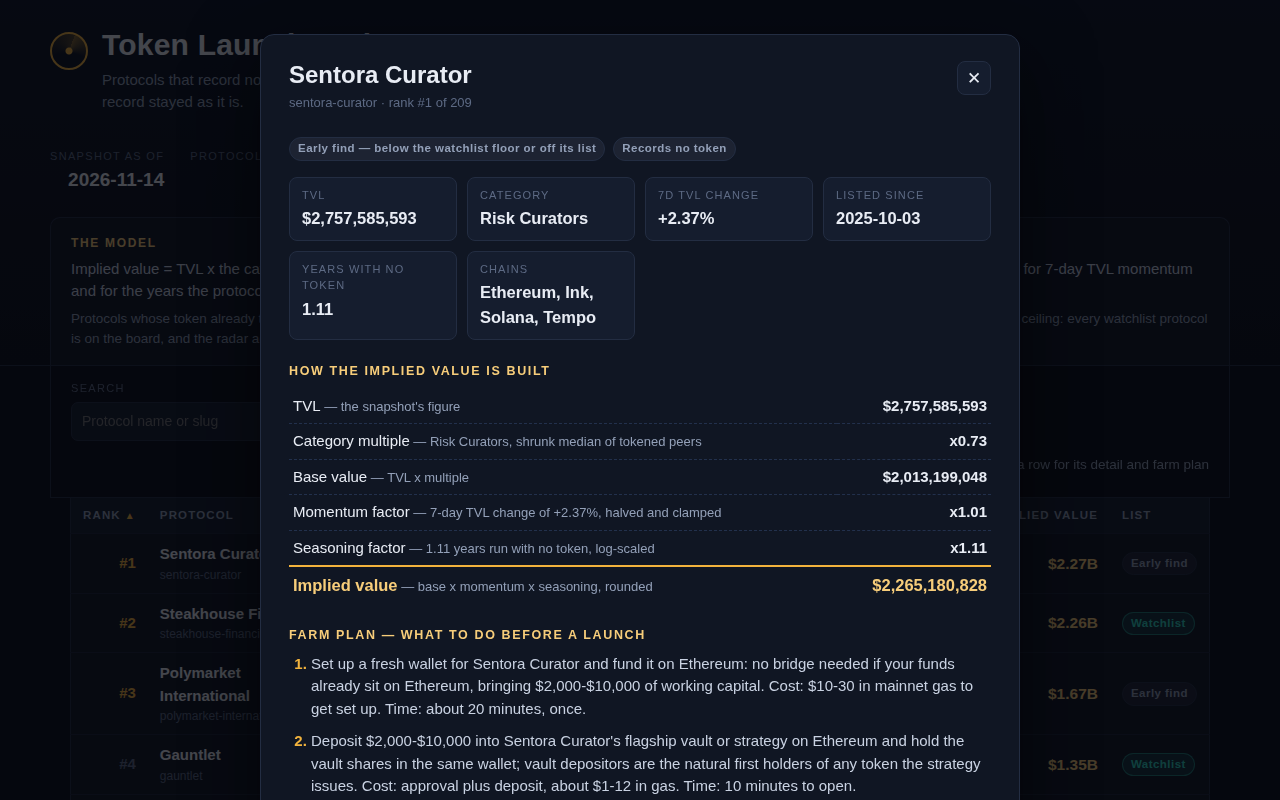 Token Laun
Protocols that record no
record stayed as it is.
SNAPSHOT AS OF PROTOCOL
2026-11-14
THE MODEL
Implied value = TVL x the ca
for 7-day TVL momentum
and for the years the protoco
Protocols whose token already
ceiling: every watchlist protocol
is on the board, and the radar a
SEARCH
Protocol name or slug
a row for its detail and farm plan
RANK ▲ PROTOCOL
LIED VALUE LIST
#1 Sentora Curat
sentora-curator
$2.27B Early find
#2 Steakhouse Fi
steakhouse-financi
$2.26B Watchlist
#3 Polymarket
International
polymarket-interna
$1.67B Early find
#4 Gauntlet
gauntlet
$1.35B Watchlist
Sentora Curator
✕
sentora-curator · rank #1 of 209
Early find — below the watchlist floor or off its list
Records no token
TVL
$2,757,585,593
CATEGORY
Risk Curators
7D TVL CHANGE
+2.37%
LISTED SINCE
2025-10-03
YEARS WITH NO
TOKEN
1.11
CHAINS
Ethereum, Ink,
Solana, Tempo
HOW THE IMPLIED VALUE IS BUILT
TVL — the snapshot's figure $2,757,585,593
Category multiple — Risk Curators, shrunk median of tokened peers x0.73
Base value — TVL x multiple $2,013,199,048
Momentum factor — 7-day TVL change of +2.37%, halved and clamped x1.01
Seasoning factor — 1.11 years run with no token, log-scaled x1.11
Implied value — base x momentum x seasoning, rounded $2,265,180,828
FARM PLAN — WHAT TO DO BEFORE A LAUNCH
1. Set up a fresh wallet for Sentora Curator and fund it on Ethereum: no bridge needed if your funds
already sit on Ethereum, bringing $2,000-$10,000 of working capital. Cost: $10-30 in mainnet gas to
get set up. Time: about 20 minutes, once.
2. Deposit $2,000-$10,000 into Sentora Curator's flagship vault or strategy on Ethereum and hold the
vault shares in the same wallet; vault depositors are the natural first holders of any token the strategy
issues. Cost: approval plus deposit, about $1-12 in gas. Time: 10 minutes to open.